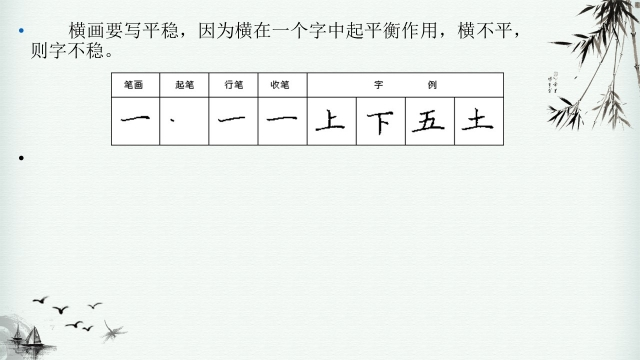 横画要写平稳，因为横在一个字中起平衡作用，横不平，
则字不稳。
笔画 起笔 行笔 收笔 字 例
一 一 一 上 下 五 土